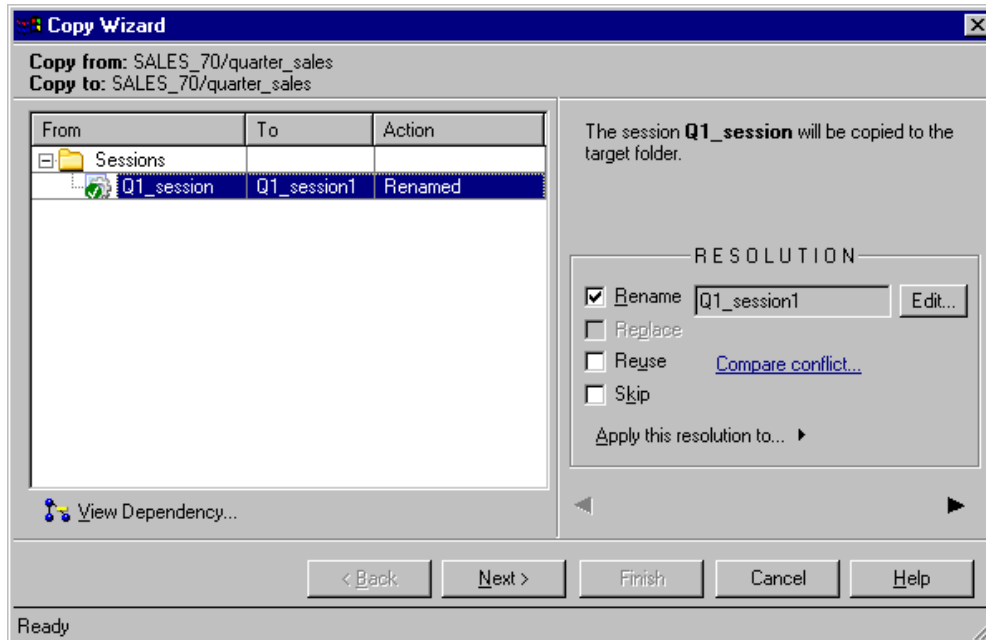 Copy Wizard
Copy from: SALES_70/quarter_sales
Copy to: SALES_70/quarter_sales
From To Action
Sessions
Q1_session Q1_session1 Renamed
View Dependency...
The session Q1_session will be copied to the
target folder.
RESOLUTION
Rename Q1_session1 Edit...
Replace
Reuse Compare conflict...
Skip
Apply this resolution to...
< Back Next > Finish Cancel Help
Ready